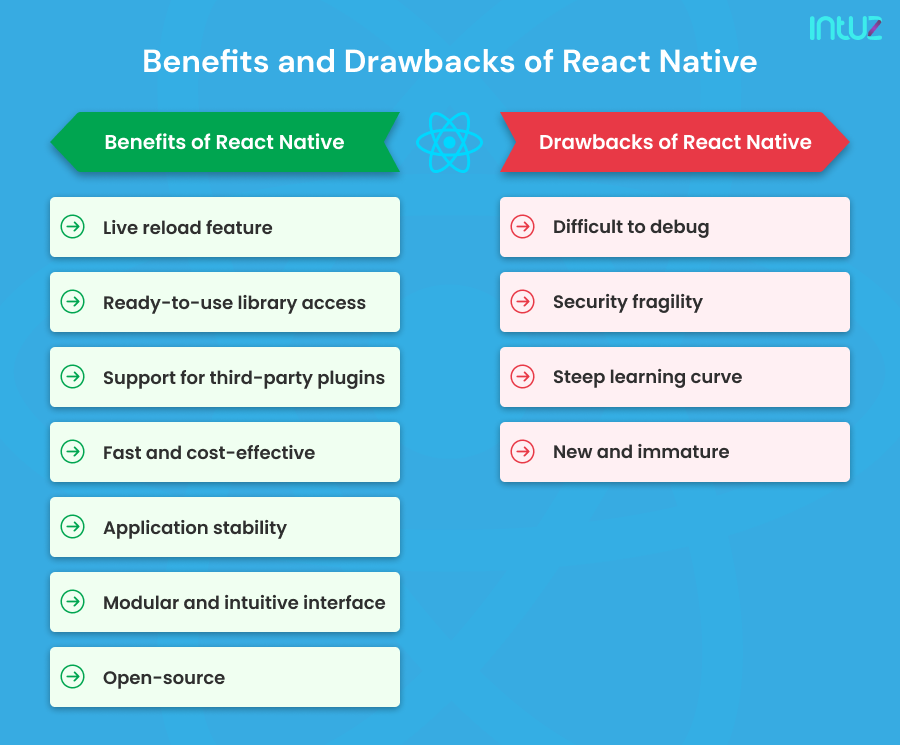 INTUZ
Benefits and Drawbacks of React Native
Benefits of React Native
Live reload feature
Ready-to-use library access
Support for third-party plugins
Fast and cost-effective
Application stability
Modular and intuitive interface
Open-source
Drawbacks of React Native
Difficult to debug
Security fragility
Steep learning curve
New and immature